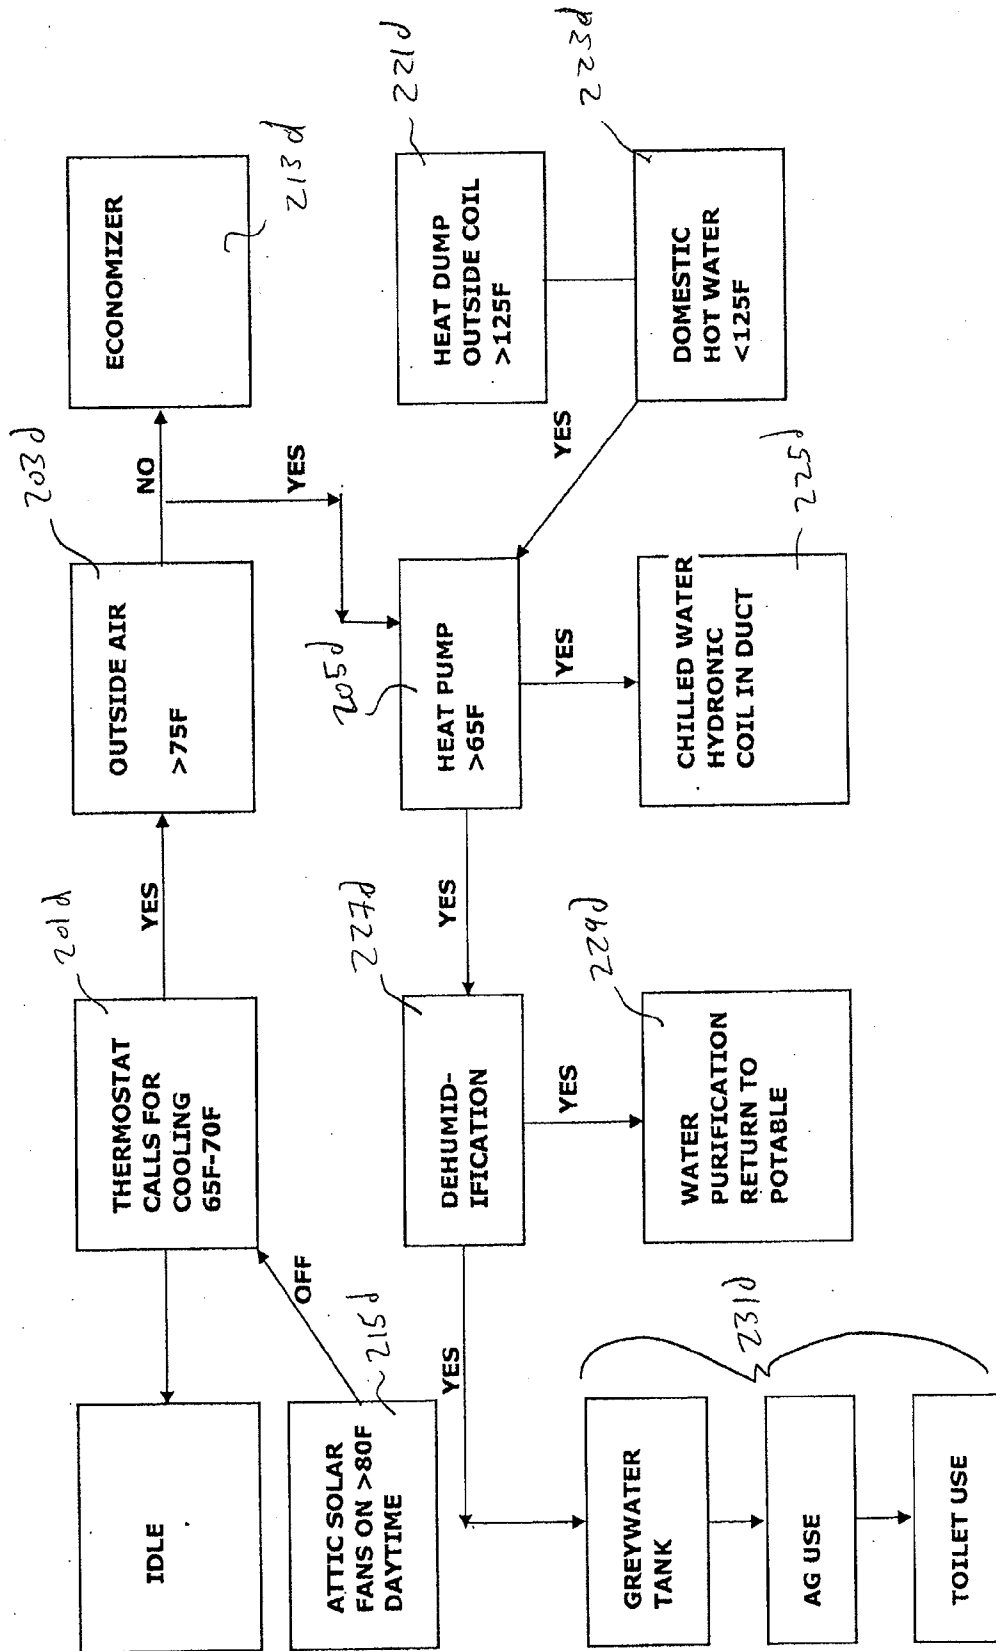 IDLE
THERMOSTAT
CALLS FOR
COOLING
65F-70F
201d
YES
OUTSIDE AIR
>75F
203d
NO
YES
ECONOMIZER
213d
ATTIC SOLAR
FANS ON >80F
DAYTIME
215d
OFF
YES
DEHUMID-
IFICATION
227d
YES
YES
HEAT PUMP
>65F
205d
YES
YES
HEAT DUMP
OUTSIDE COIL
>125F
221d
GREYWATER
TANK
AG USE
TOILET USE
231d
WATER
PURIFICATION
RETURN TO
POTABLE
229d
CHILLED WATER
HYDRONIC
COIL IN DUCT
225d
DOMESTIC
HOT WATER
<125F
223d